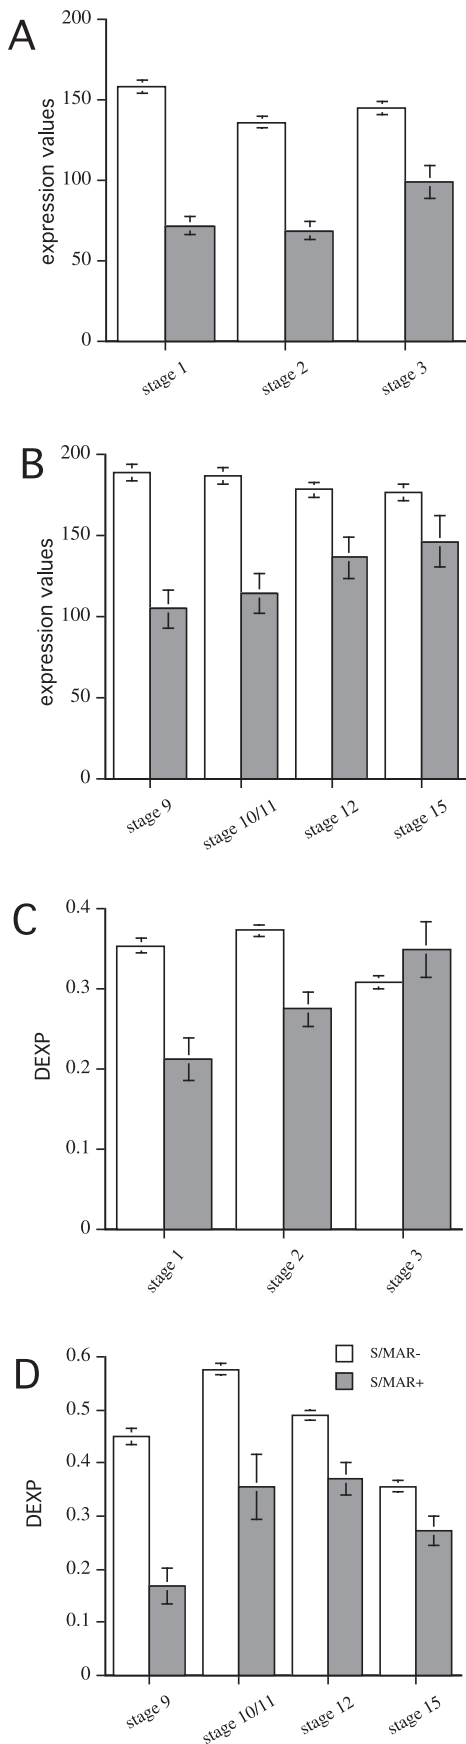 A
expression values
200
150
100
50
0
stage 1
stage 2
stage 3
B
expression values
200
150
100
50
0
stage 9
stage 10/11
stage 12
stage 15
C
DEXP
0.4
0.3
0.2
0.1
0
stage 1
stage 2
stage 3
D
DEXP
0.6
0.5
0.4
0.3
0.2
0.1
0
S/MAR-
S/MAR+
stage 9
stage 10/11
stage 12
stage 15